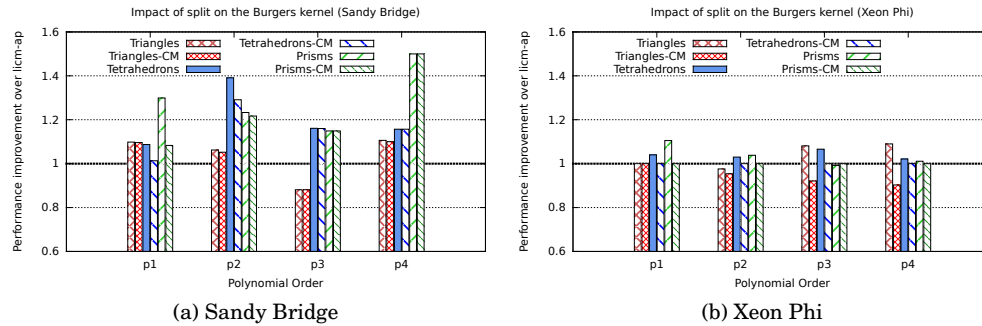 Impact of split on the Burgers kernel (Sandy Bridge)
Performance improvement over licm-ap
1.6
1.4
1.2
1
0.8
0.6
Triangles
Triangles-CM
Tetrahedrons
Tetrahedrons-CM
Prisms
Prisms-CM
p1 p2 p3 p4
Polynomial Order
(a) Sandy Bridge
Impact of split on the Burgers kernel (Xeon Phi)
Performance improvement over licm-ap
1.6
1.4
1.2
1
0.8
0.6
Triangles
Triangles-CM
Tetrahedrons
Tetrahedrons-CM
Prisms
Prisms-CM
p1 p2 p3 p4
Polynomial Order
(b) Xeon Phi